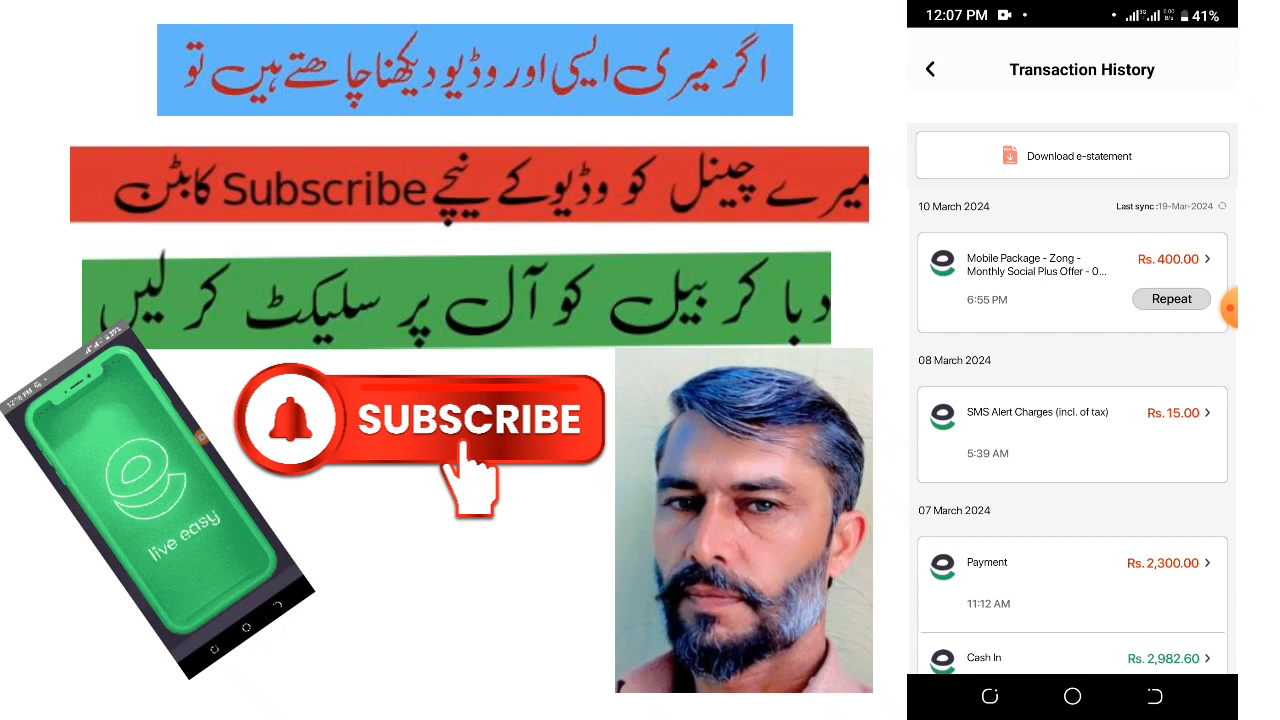 اگر میری ایسی اور وڈیو دیکھنا چاھتے ہیں تو
میرے چینل کو وڈیو کے نیچے Subscribe کا بٹن
دبا کر بیل کو آل پر سلیکٹ کر لیں
SUBSCRIBE
live easy
12:07 PM
3G
0.00
B/s
41%
Transaction History
Download e-statement
10 March 2024
Last sync :19-Mar-2024
Mobile Package - Zong -
Rs. 400.00
Monthly Social Plus Offer - 0...
6:55 PM
Repeat
08 March 2024
SMS Alert Charges (incl. of tax)
Rs. 15.00
5:39 AM
07 March 2024
Payment
Rs. 2,300.00
11:12 AM
Cash In
Rs. 2,982.60